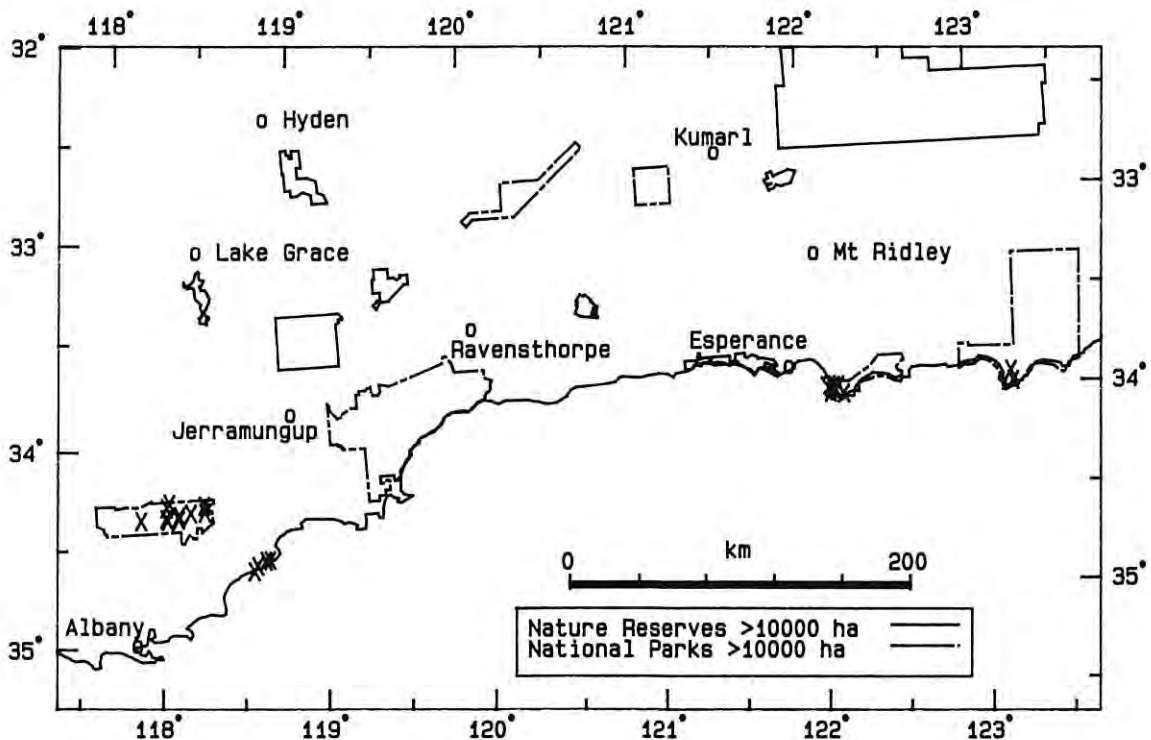 118° 119° 120° 121° 122° 123°
32°
Hyden
Kumarl
33°
33°
Lake Grace
Mt Ridley
Ravensthorpe
Esperance
34°
Jerramungup
34°
0 km 200
35°
Albany
35°
Nature Reserves >10000 ha
National Parks >10000 ha
118° 119° 120° 121° 122° 123°